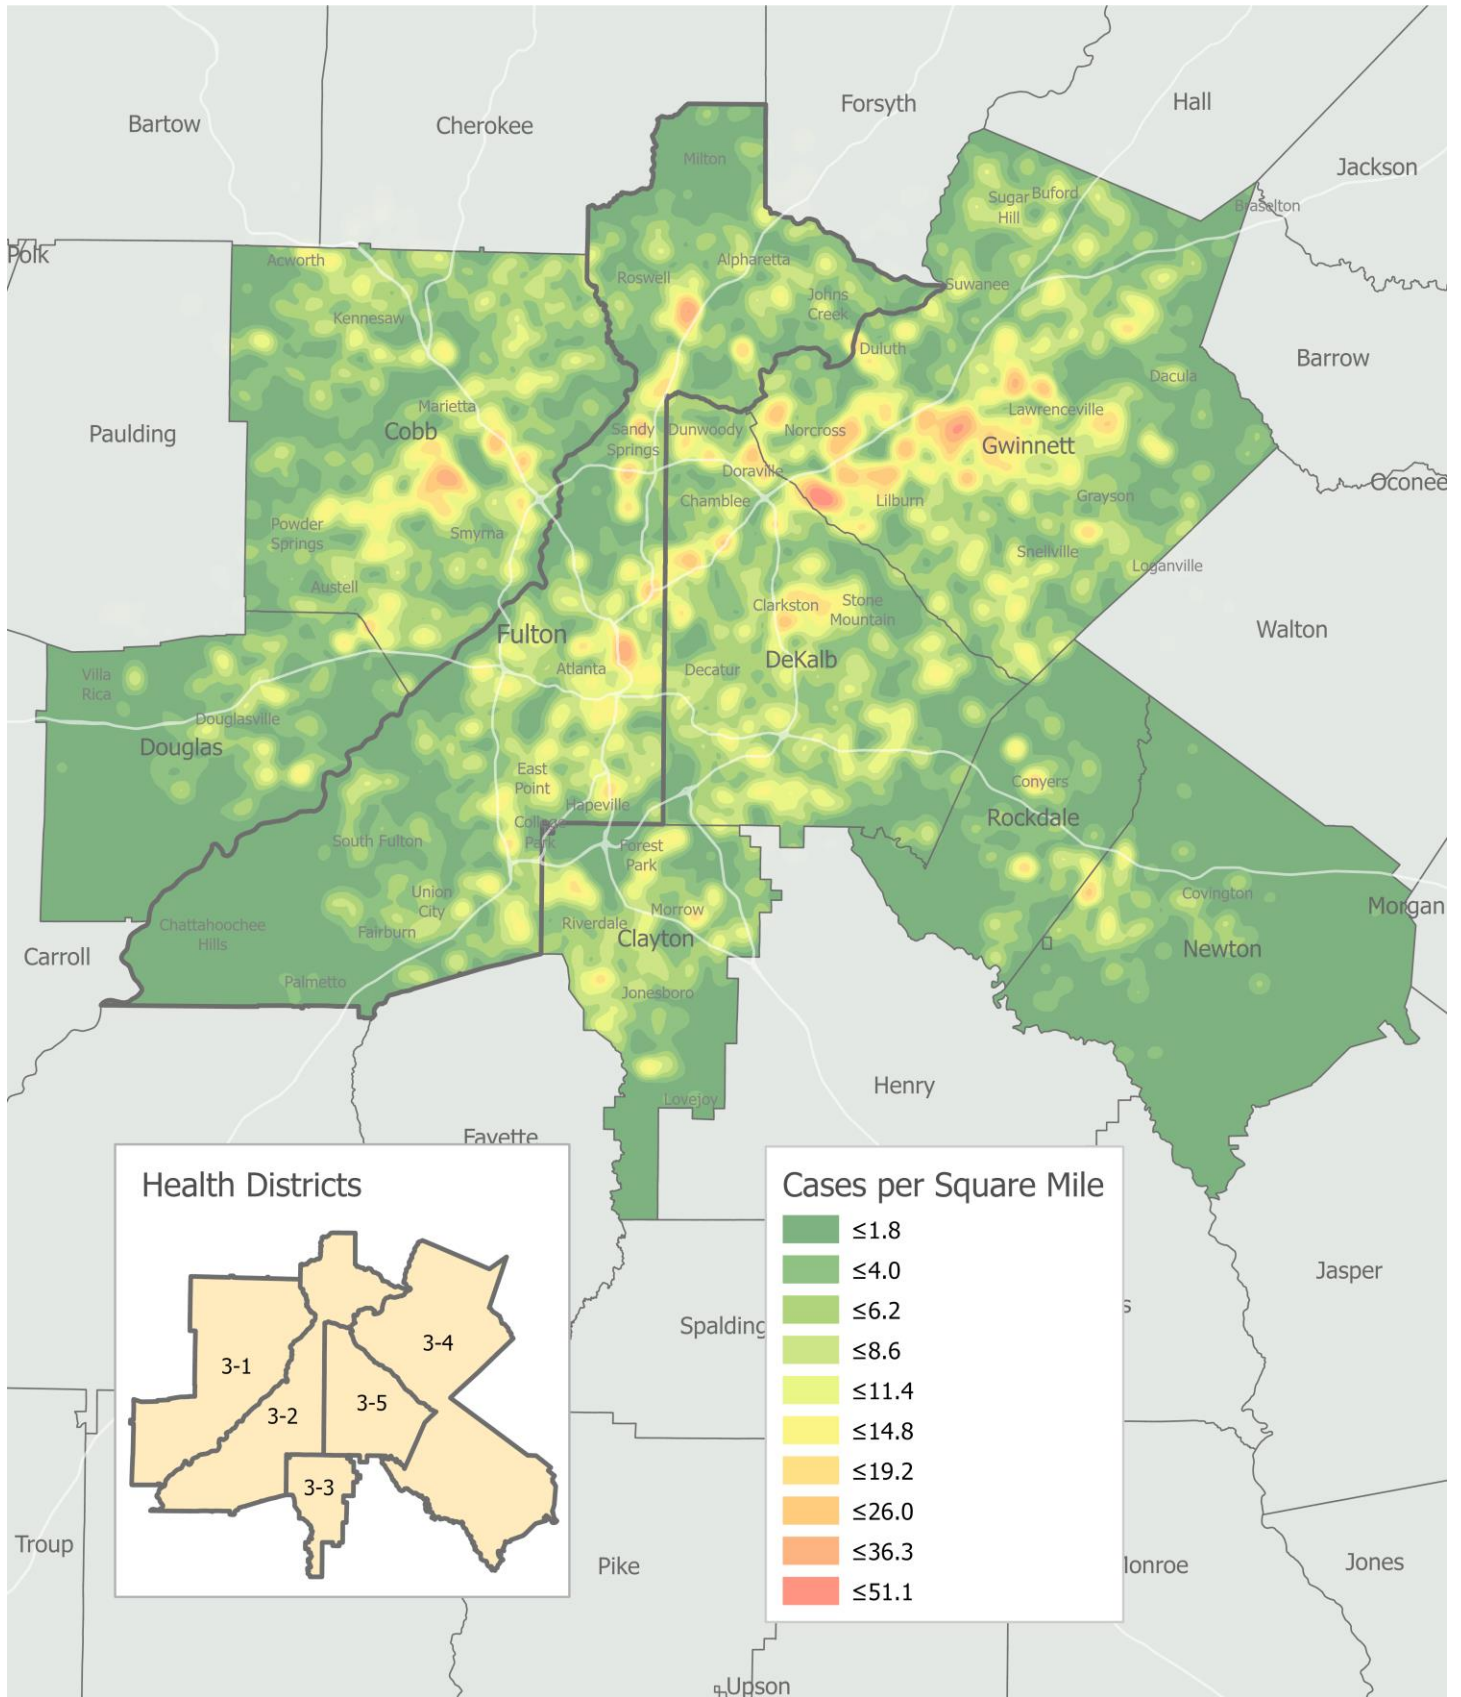 Forsyth
Hall
Bartow
Cherokee
Jackson
Milton
Sugar Buford
Hill
Braselton
Polk
Acworth
Alpharetta
Roswell
Suwanee
Johns
Creek
Kennesaw
Duluth
Barrow
Dacula
Marietta
Lawrenceville
Paulding
Cobb
Sandy
Springs
Dunwoody
Norcross
Gwinnett
Doraville
Oconee
Chamblee
Lilburn
Grayson
Powder
Springs
Smyrna
Snellville
Loganville
Austell
Clarkston
Stone
Mountain
Fulton
Walton
DeKalb
Atlanta
Decatur
Villa
Rica
Douglasville
Douglas
East
Point
Conyers
Hapeville
Rockdale
College
Park
South Fulton
Forest
Park
Union
City
Covington
Morrow
Morgan
Chattahoochee
Hills
Fairburn
Riverdale
Clayton
Newton
Carroll
Palmetto
Jonesboro
Henry
Lovejoy
Fayette
Health Districts
3-1
3-2
3-3
3-4
3-5
Cases per Square Mile
≤1.8
≤4.0
≤6.2
≤8.6
≤11.4
≤14.8
≤19.2
≤26.0
≤36.3
≤51.1
Jasper
Spalding
s
Troup
Pike
onroe
Jones
Upson